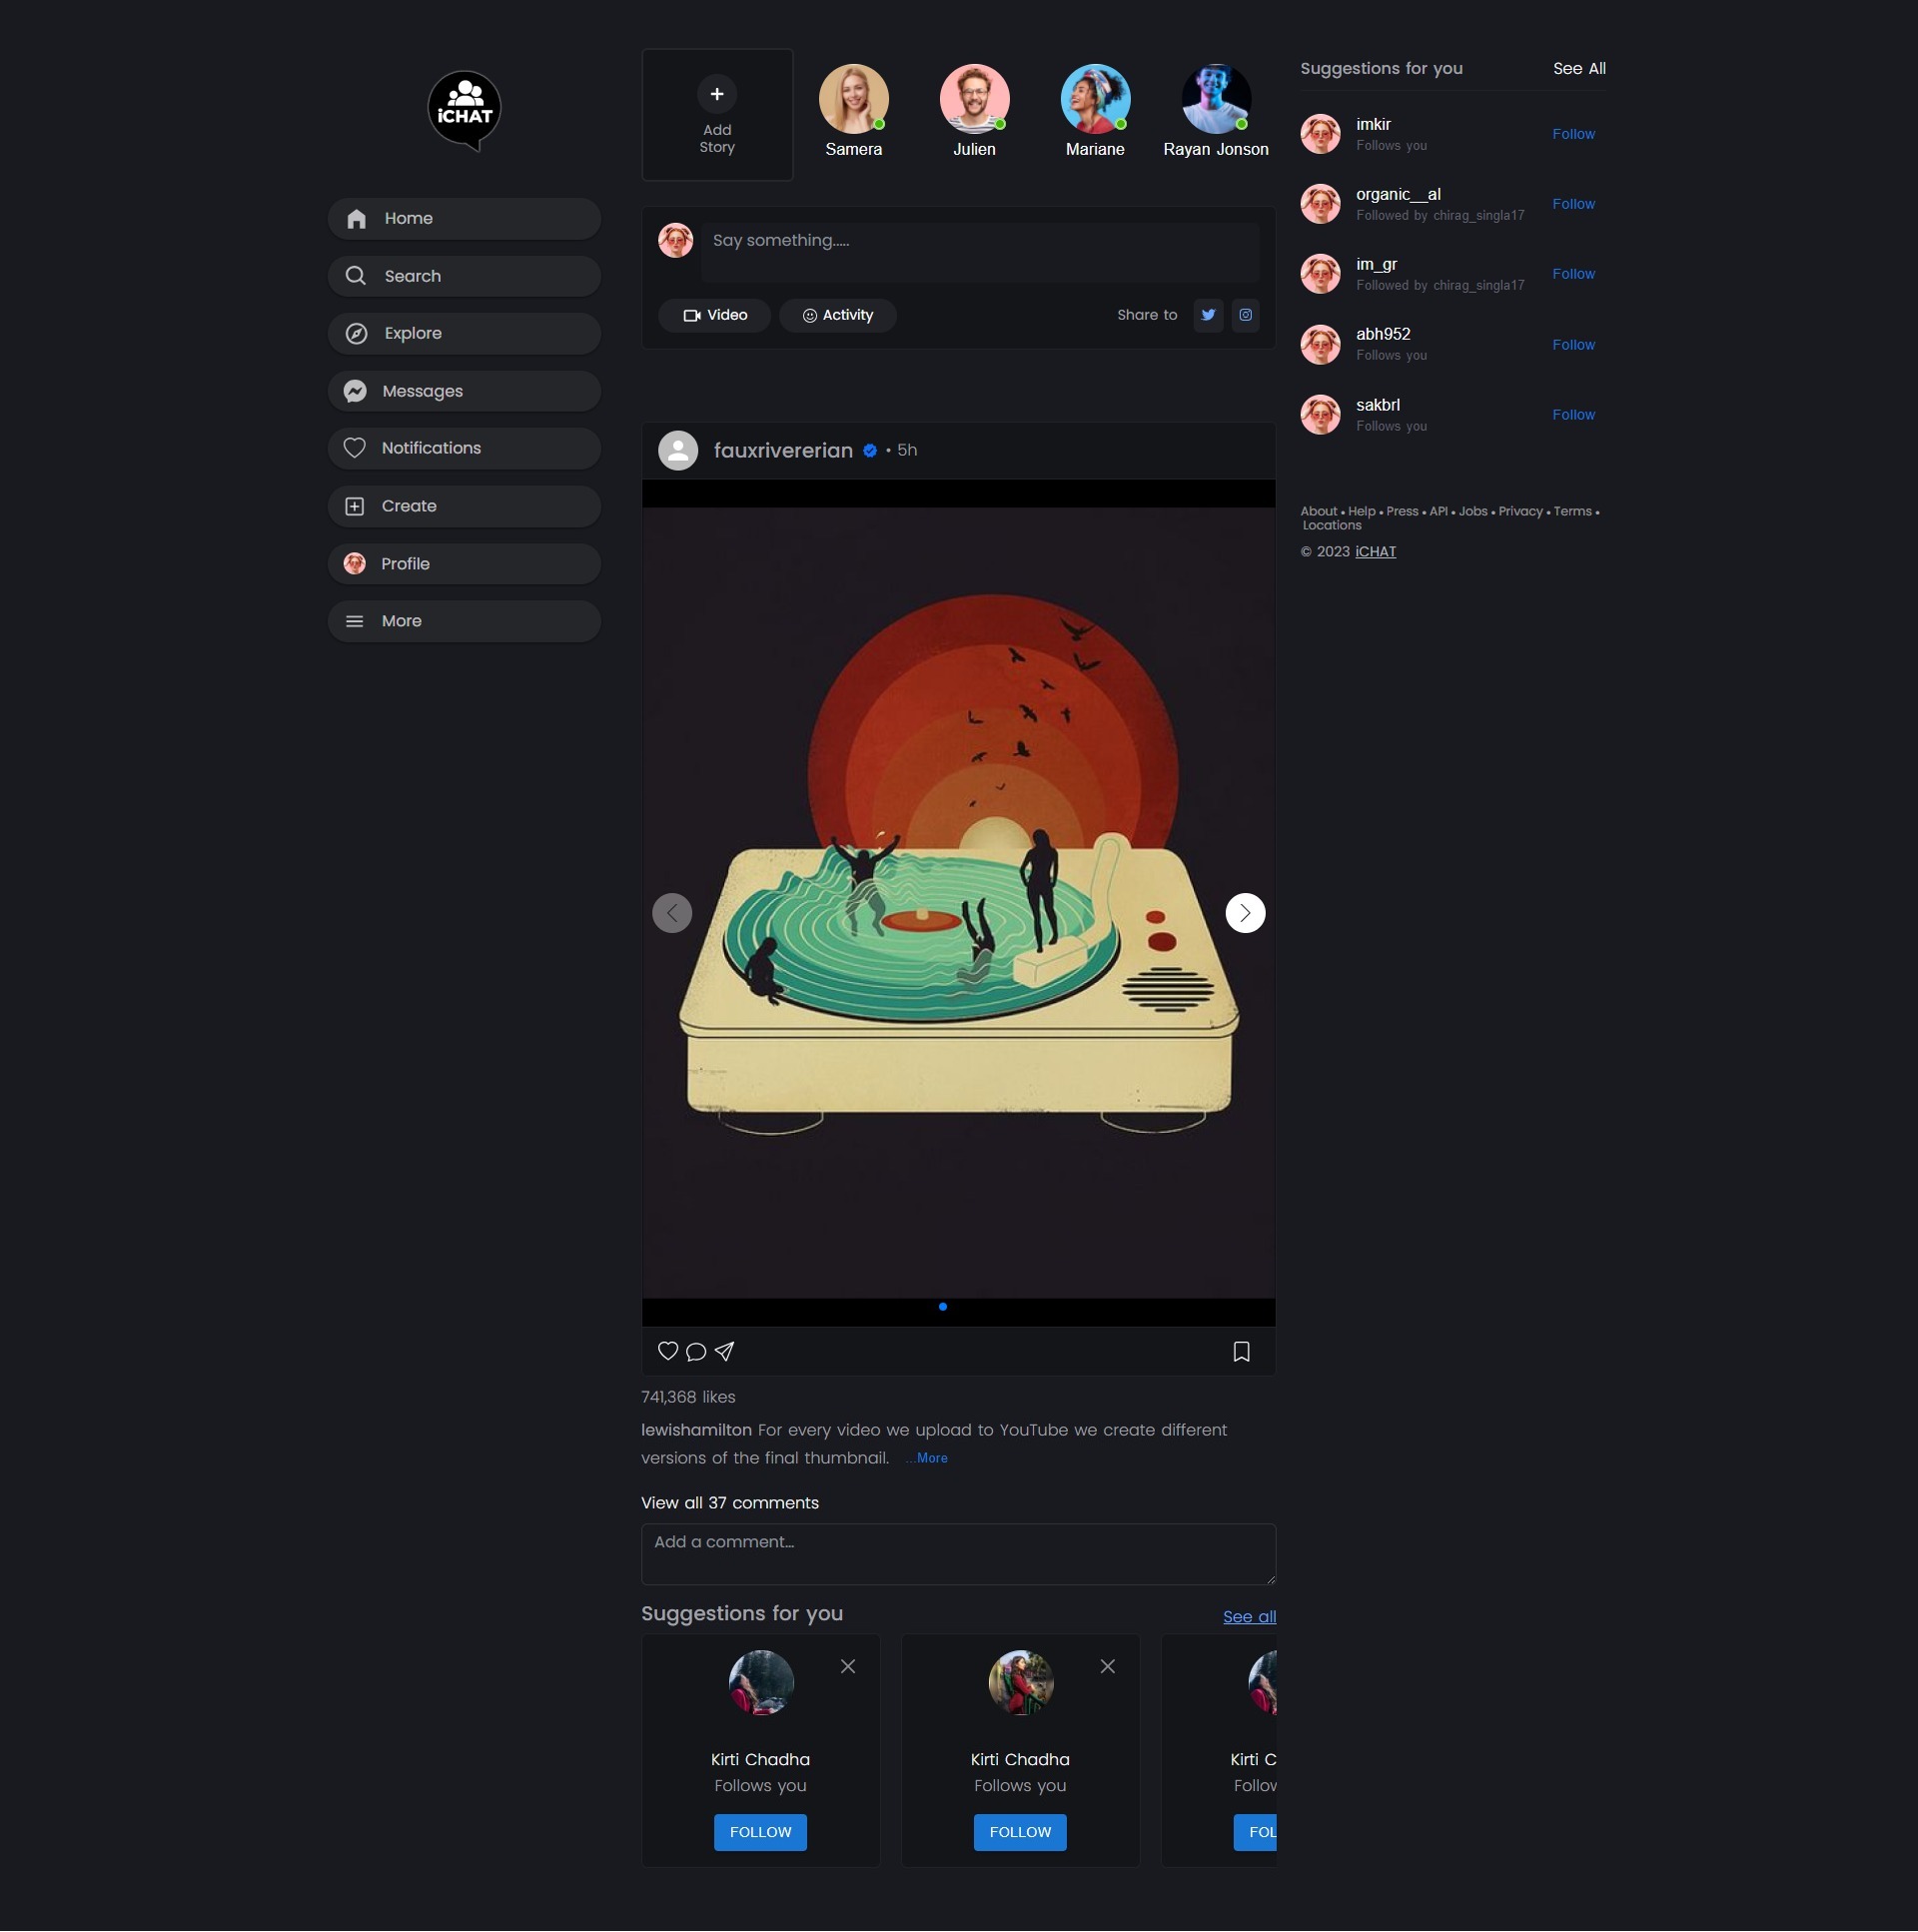 iCHAT
Home
Search
Explore
Messages
Notifications
Create
Profile
More
Add
Story
Samera
Julien
Mariane
Rayan Jonson
Say something.....
Video
Activity
Share to
fauxrivererian • 5h
741,368 likes
lewishamilton For every video we upload to YouTube we create different
versions of the final thumbnail. ...More
View all 37 comments
Add a comment...
Suggestions for you
See all
Kirti Chadha
Follows you
FOLLOW
Kirti Chadha
Follows you
FOLLOW
Kirti C
Follow
FOL
Suggestions for you
See All
imkir
Follows you
Follow
organic__al
Followed by chirag_singla17
Follow
im_gr
Followed by chirag_singla17
Follow
abh952
Follows you
Follow
sakbrl
Follows you
Follow
About • Help • Press • API • Jobs • Privacy • Terms •
Locations
© 2023 iCHAT